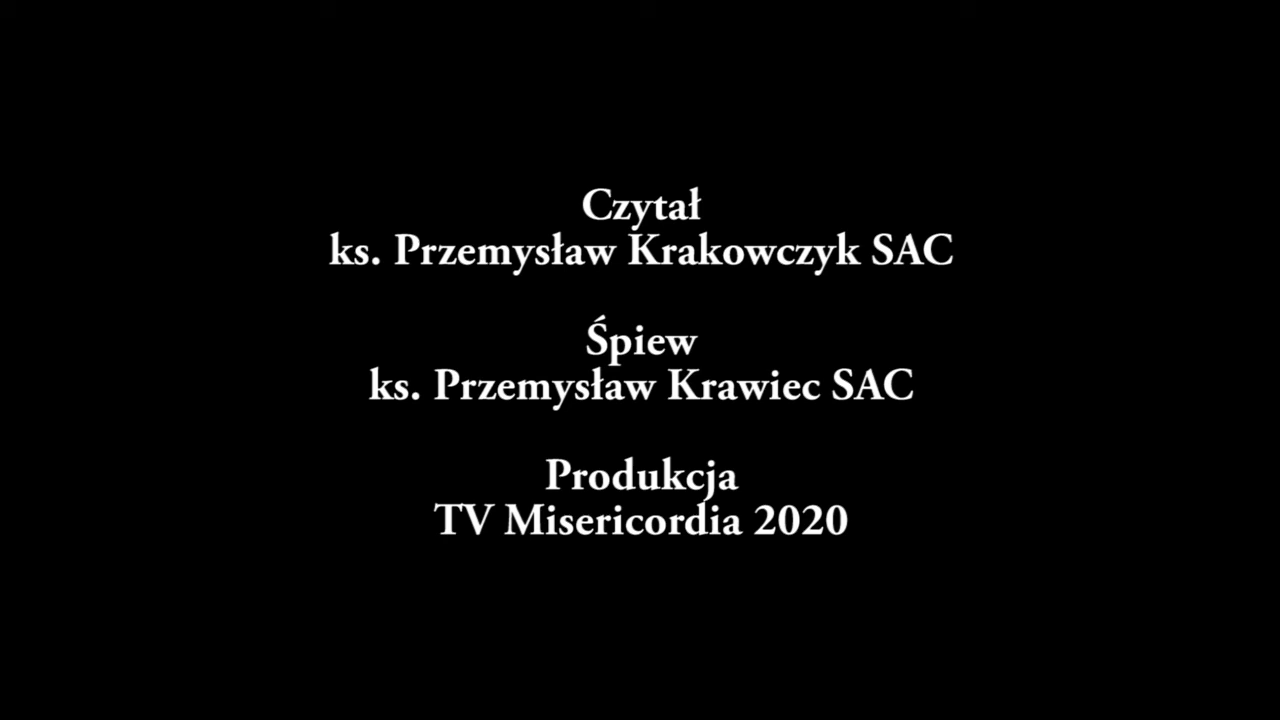 Czytał
ks. Przemysław Krakowczyk SAC
Śpiew
ks. Przemysław Krawiec SAC
Produkcja
TV Misericordia 2020